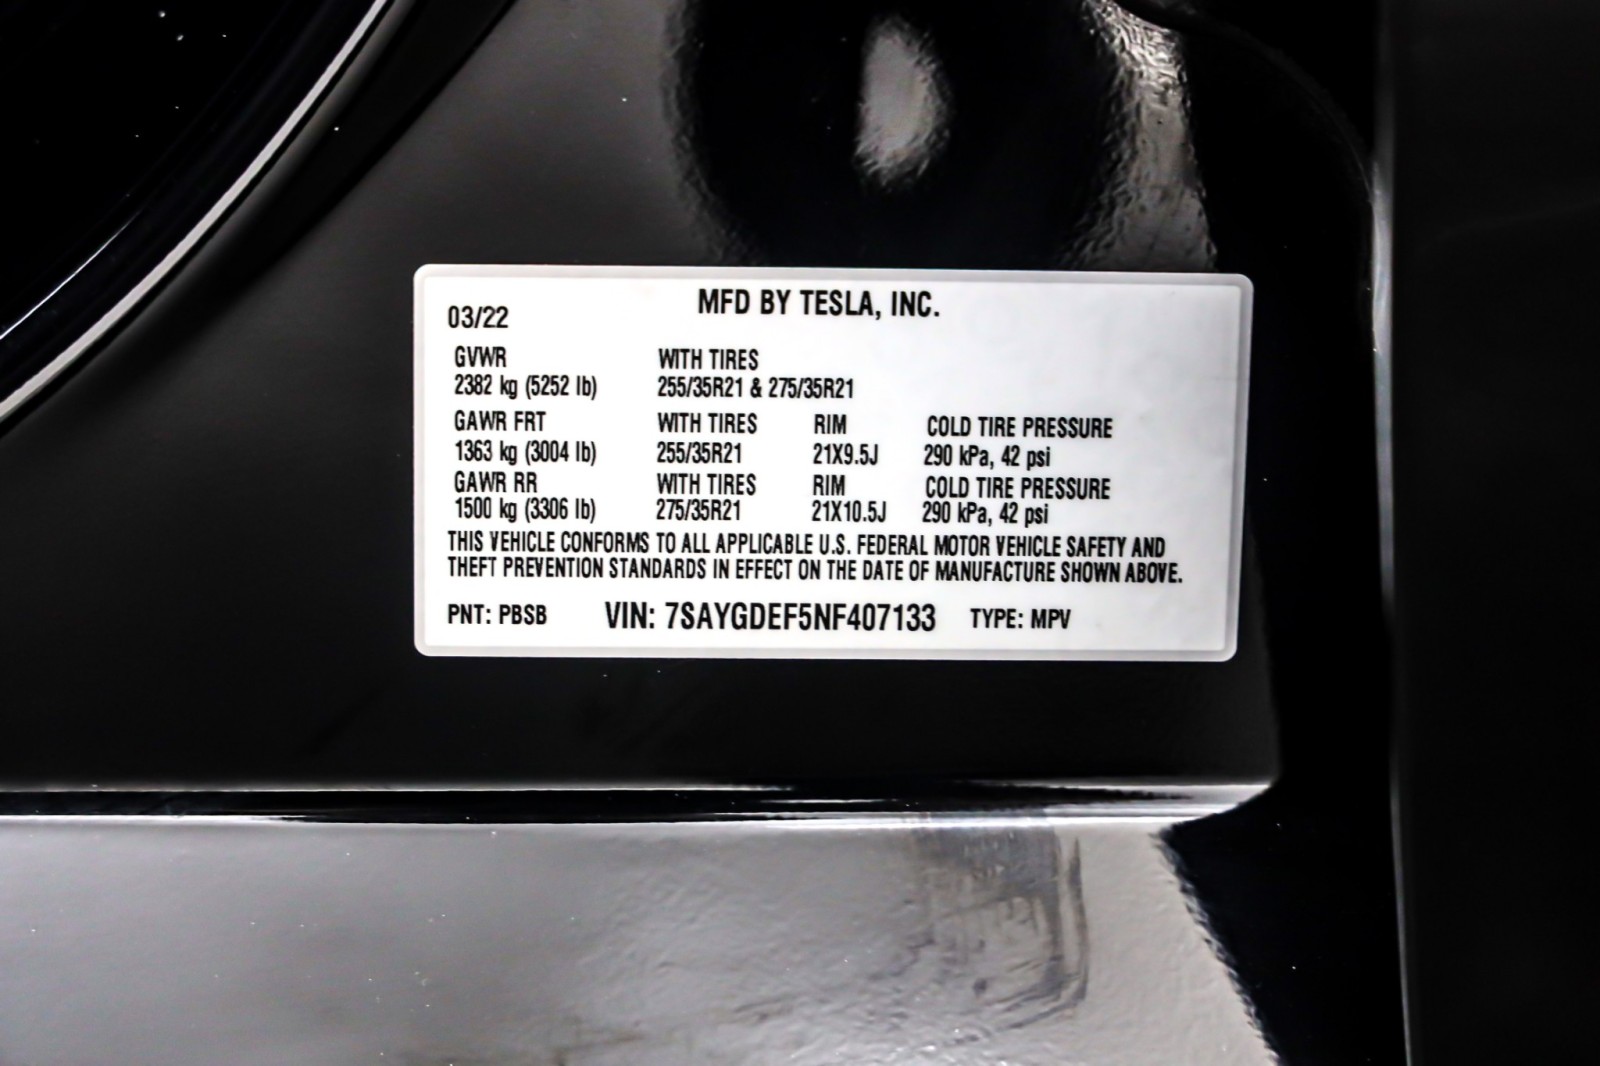 MFD BY TESLA, INC.
03/22
GVWR WITH TIRES
2382 kg (5252 lb) 255/35R21 & 275/35R21
GAWR FRT WITH TIRES RIM COLD TIRE PRESSURE
1363 kg (3004 lb) 255/35R21 21X9.5J 290 kPa, 42 psi
GAWR RR WITH TIRES RIM COLD TIRE PRESSURE
1500 kg (3306 lb) 275/35R21 21X10.5J 290 kPa, 42 psi
THIS VEHICLE CONFORMS TO ALL APPLICABLE U.S. FEDERAL MOTOR VEHICLE SAFETY AND
THEFT PREVENTION STANDARDS IN EFFECT ON THE DATE OF MANUFACTURE SHOWN ABOVE.
PNT: PBSB VIN: 7SAYGDEF5NF407133 TYPE: MPV